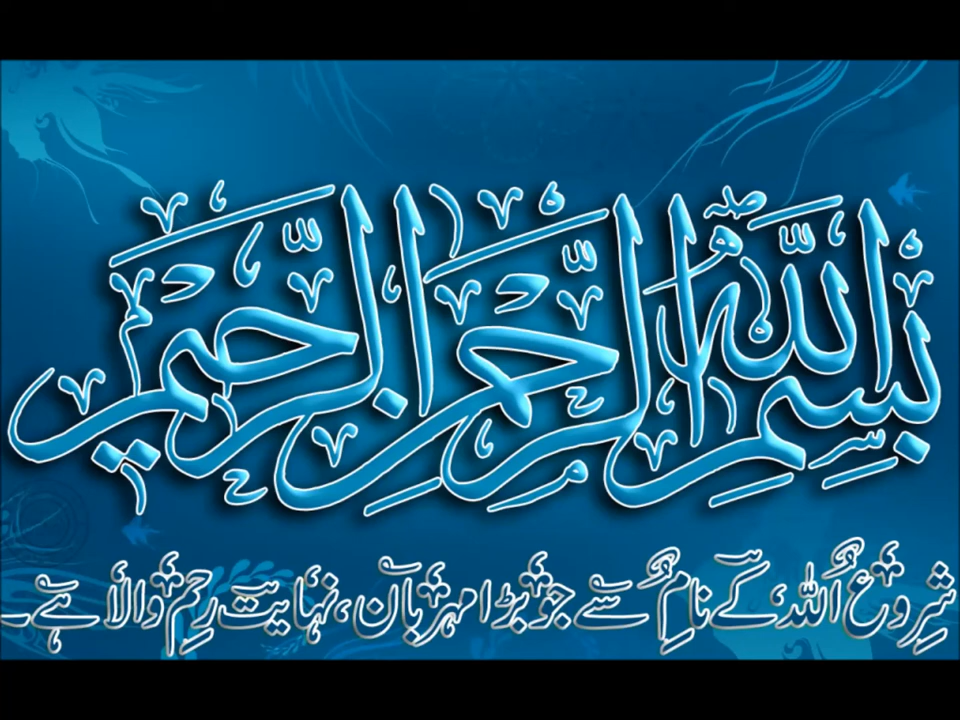 بِسْمِ اللّٰهِ الرَّحْمٰنِ الرَّحِيْمِ
شروع اللہ کے نام سے جو بڑا مہربان، نہایت رحم والا ہے۔